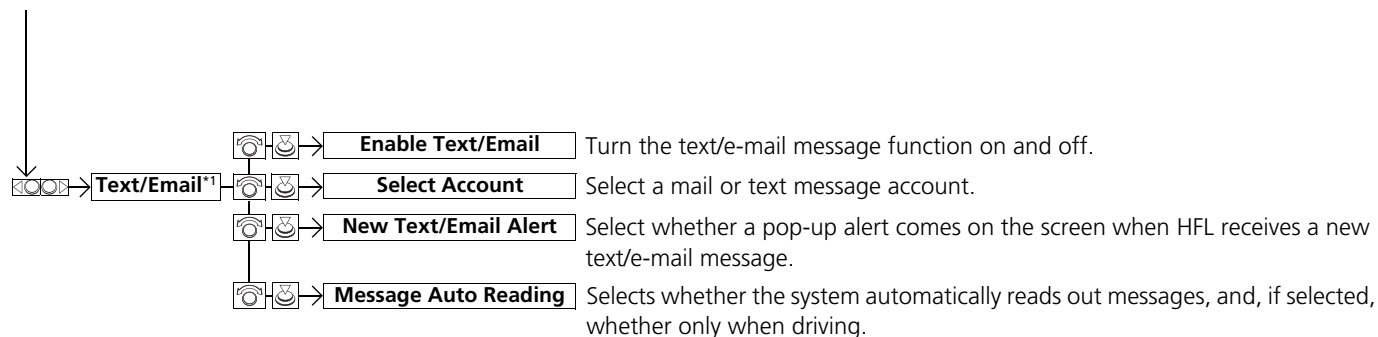 Enable Text/Email Turn the text/e-mail message function on and off.
Text/Email*1 Select Account Select a mail or text message account.
New Text/Email Alert Select whether a pop-up alert comes on the screen when HFL receives a new
text/e-mail message.
Message Auto Reading Selects whether the system automatically reads out messages, and, if selected,
whether only when driving.